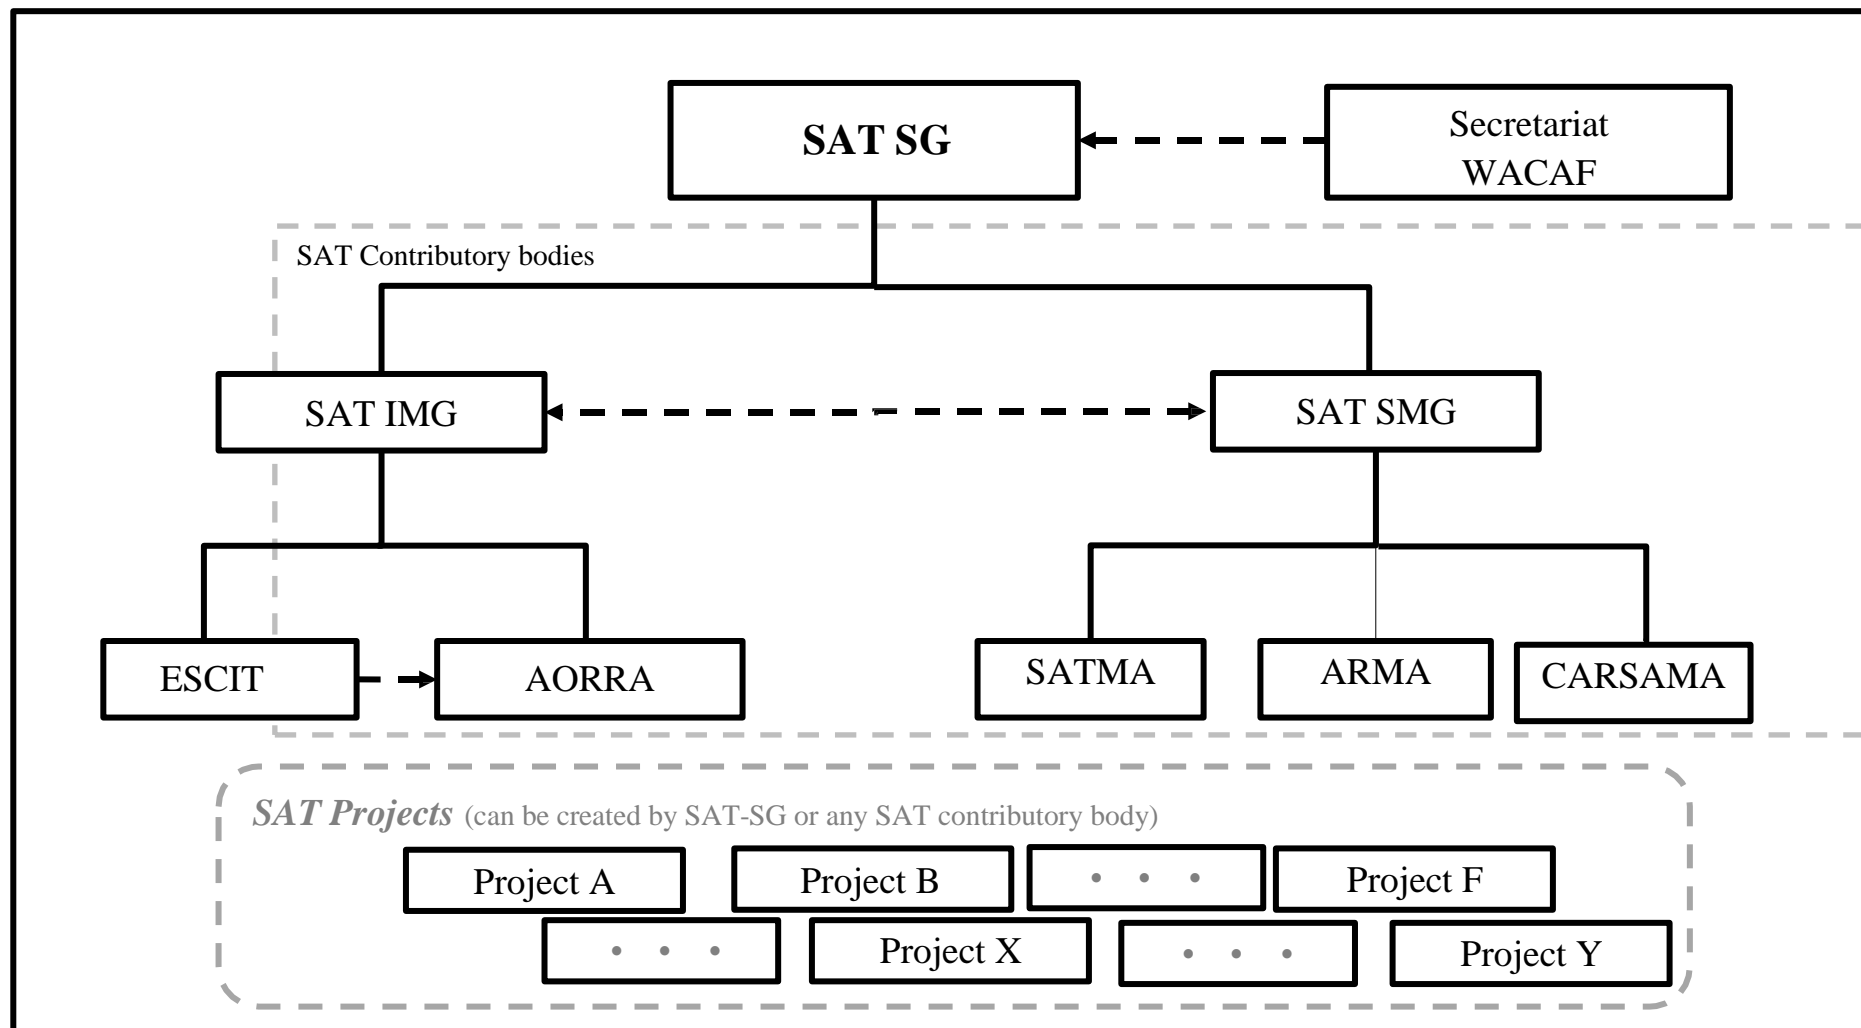 SAT SG
Secretariat
WACAF
SAT Contributory bodies
SAT IMG
SAT SMG
ESCIT
AORRA
SATMA
ARMA
CARSAMA
SAT Projects (can be created by SAT-SG or any SAT contributory body)
Project A
Project B
• • •
Project F
• • •
Project X
• • •
Project Y